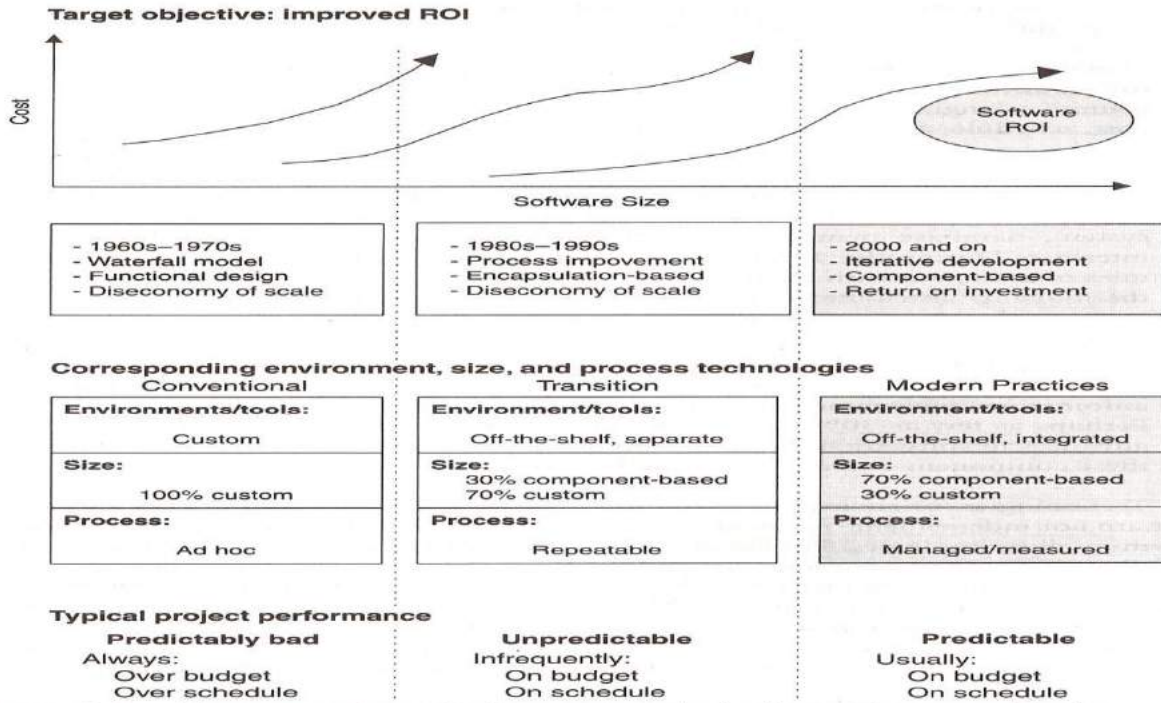 Target objective: improved ROI
Cost
Software
ROI
Software Size
- 1960s–1970s
- Waterfall model
- Functional design
- Diseconomy of scale
- 1980s–1990s
- Process impovement
- Encapsulation-based
- Diseconomy of scale
- 2000 and on
- Iterative development
- Component-based
- Return on investment
Corresponding environment, size, and process technologies
Conventional
Environments/tools:
Custom
Size:
100% custom
Process:
Ad hoc
Transition
Environment/tools:
Off-the-shelf, separate
Size:
30% component-based
70% custom
Process:
Repeatable
Modern Practices
Environment/tools:
Off-the-shelf, integrated
Size:
70% component-based
30% custom
Process:
Managed/measured
Typical project performance
Predictably bad
Always:
Over budget
Over schedule
Unpredictable
Infrequently:
On budget
On schedule
Predictable
Usually:
On budget
On schedule